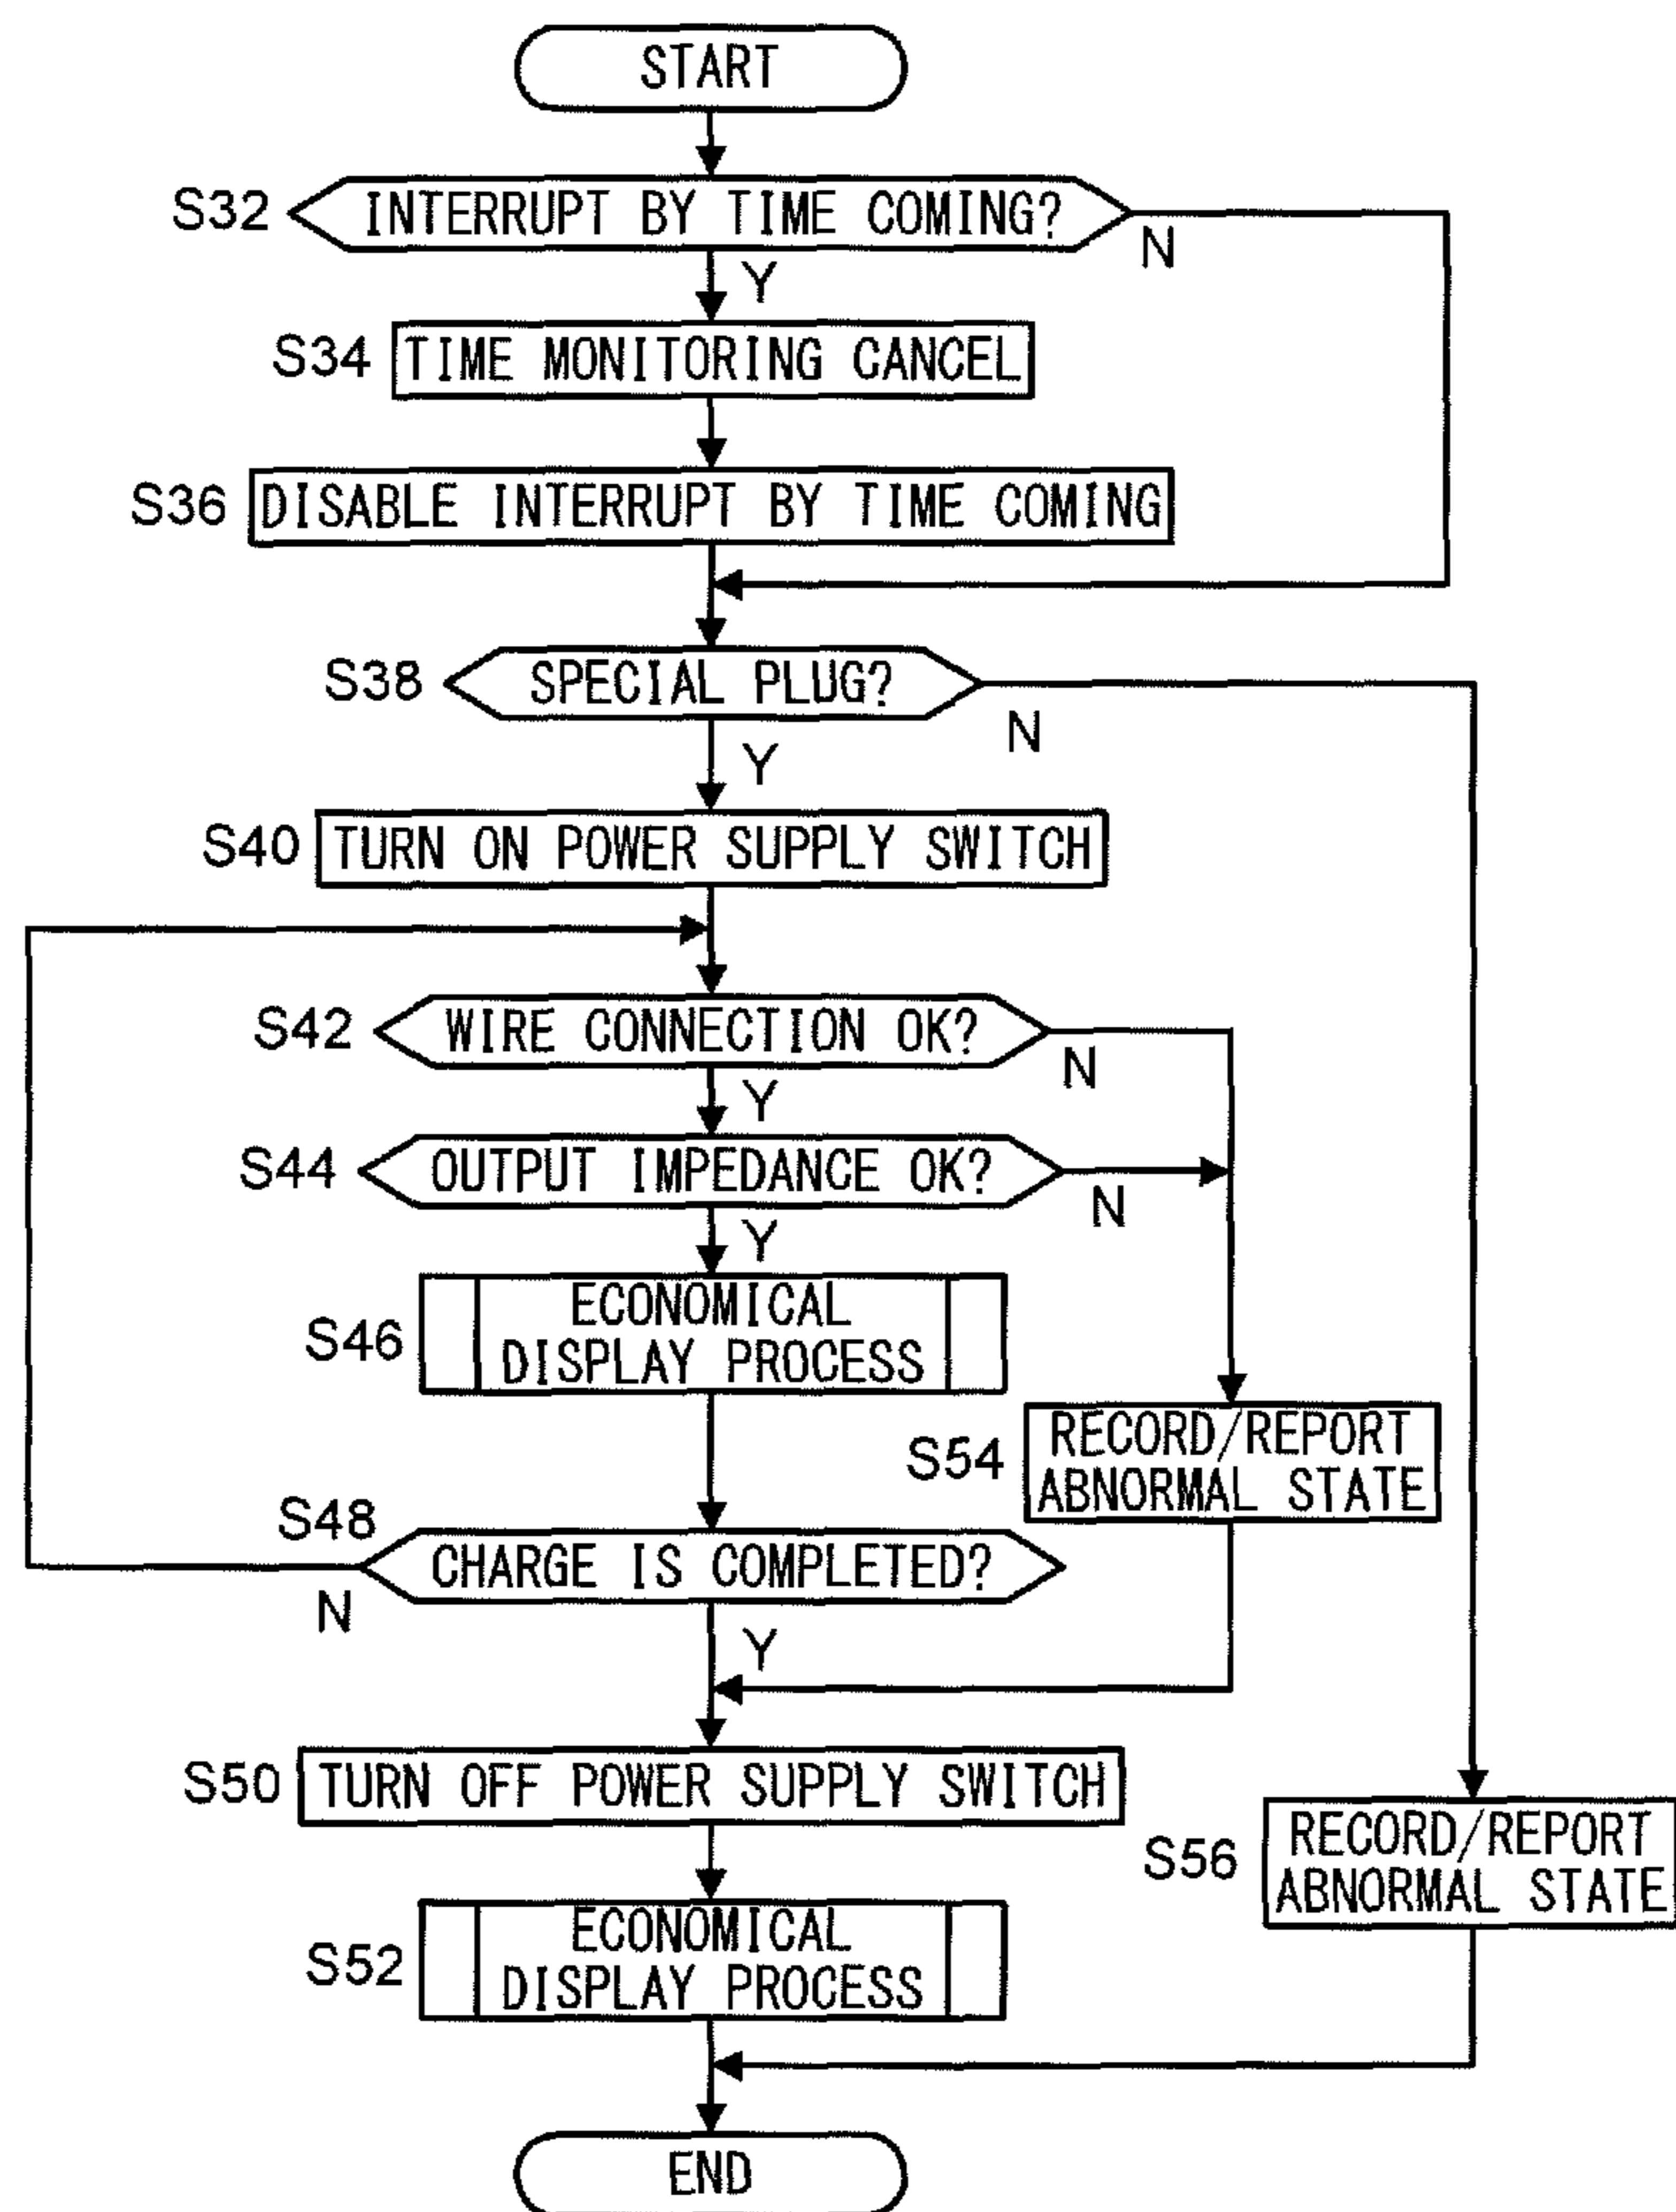 START
S32
INTERRUPT BY TIME COMING?
N
Y
S34
TIME MONITORING CANCEL
S36
DISABLE INTERRUPT BY TIME COMING
S38
SPECIAL PLUG?
N
Y
S40
TURN ON POWER SUPPLY SWITCH
S42
WIRE CONNECTION OK?
N
Y
S44
OUTPUT IMPEDANCE OK?
N
Y
S46
ECONOMICAL
DISPLAY PROCESS
S54
RECORD/REPORT
ABNORMAL STATE
S48
CHARGE IS COMPLETED?
N
Y
S50
TURN OFF POWER SUPPLY SWITCH
S56
RECORD/REPORT
ABNORMAL STATE
S52
ECONOMICAL
DISPLAY PROCESS
END